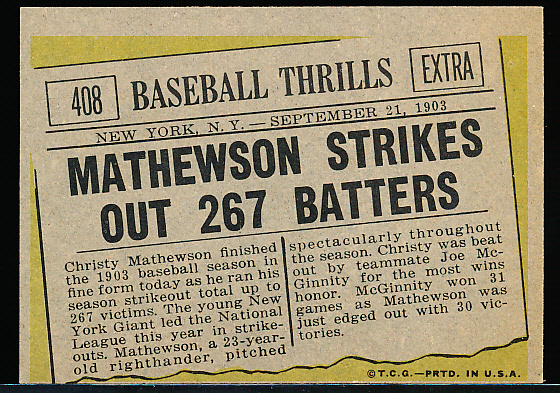 408
BASEBALL THRILLS
EXTRA
NEW YORK, N. Y. — SEPTEMBER 21, 1903
MATHEWSON STRIKES
OUT 267 BATTERS
Christy Mathewson finished
the 1903 baseball season in
fine form today as he ran his
season strikeout total up to
267 victims. The young New
York Giant led the National
League this year in strike-
outs. Mathewson, a 23-year-
old righthander, pitched
spectacularly throughout
the season. Christy was beat
out by teammate Joe Mc-
Ginnity for the most wins
honor. McGinnity won 31
games as Mathewson was
just edged out with 30 vic-
tories.
©T.C.G.—PRTD. IN U.S.A.